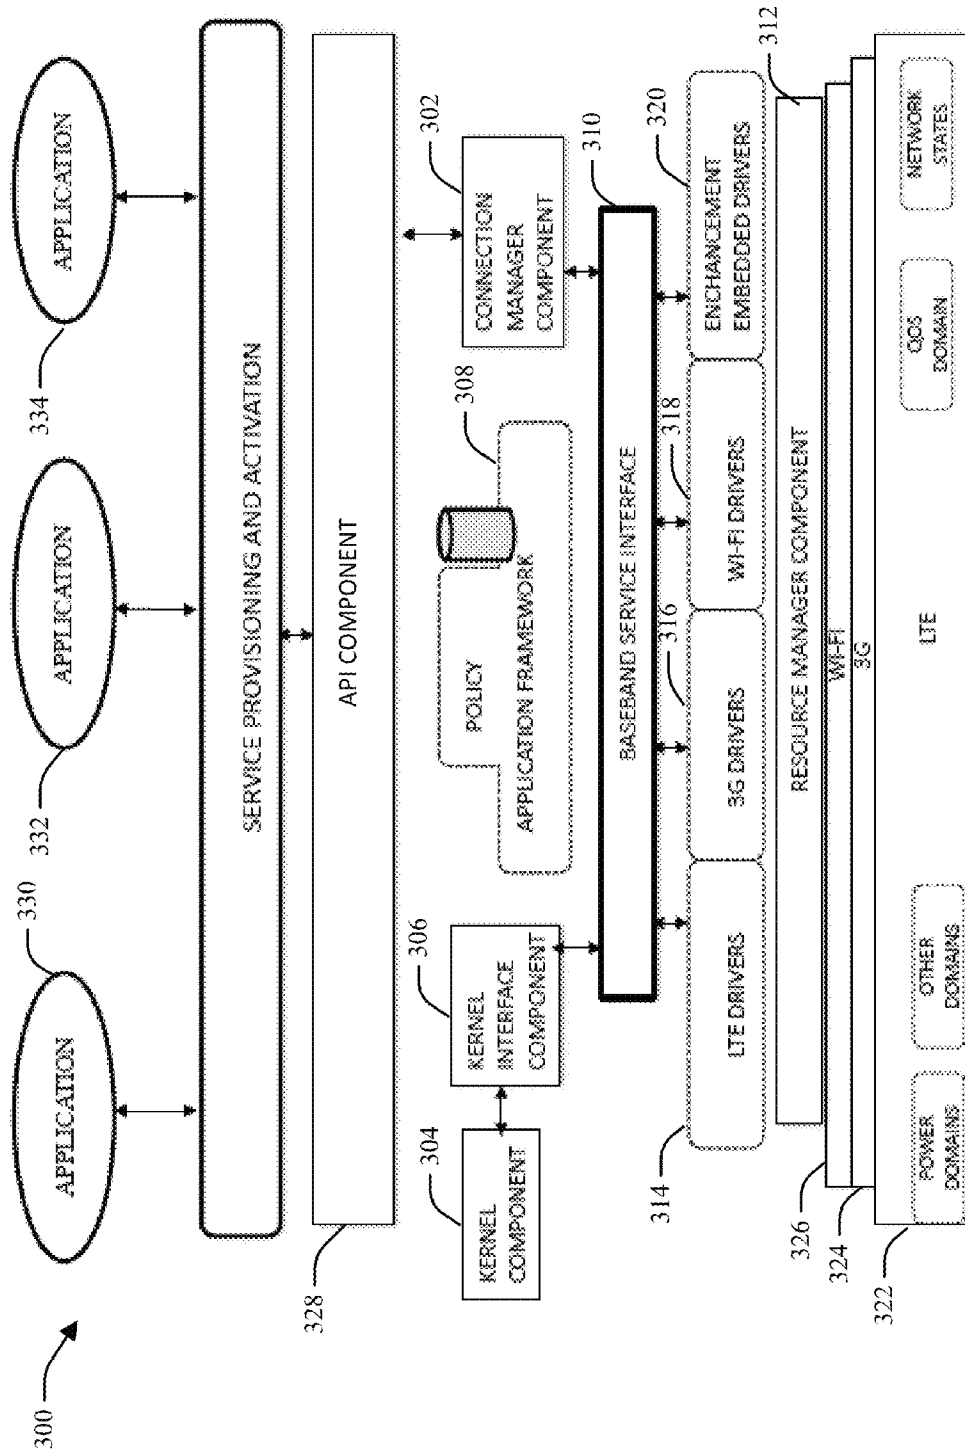 300
330
332
334
APPLICATION
APPLICATION
APPLICATION
SERVICE PROVISIONING AND ACTIVATION
328
API COMPONENT
304
KERNEL
COMPONENT
306
KERNEL
INTERFACE
COMPONENT
308
POLICY
APPLICATION FRAMEWORK
302
CONNECTION
MANAGER
COMPONENT
310
BASEBAND SERVICE INTERFACE
314
LTE DRIVERS
316
3G DRIVERS
318
WI-FI DRIVERS
320
ENCHANCEMENT
EMBEDDED DRIVERS
312
RESOURCE MANAGER COMPONENT
326
WI-FI
324
3G
322
LTE
POWER
DOMAINS
OTHER
DOMAINS
QOS
DOMAIN
NETWORK
STATES